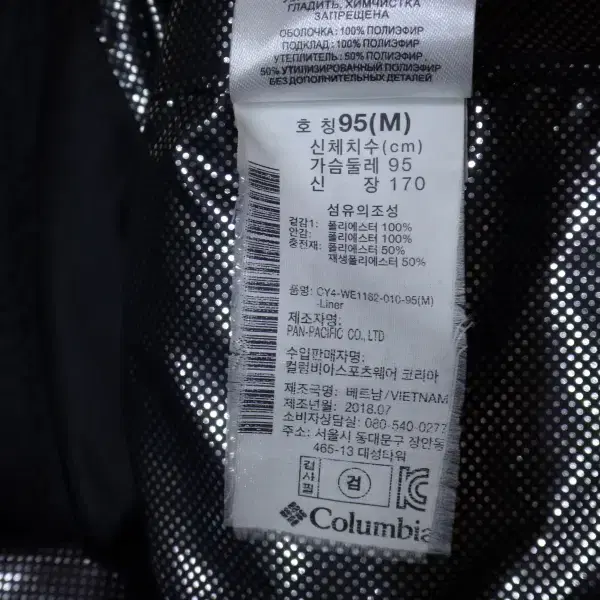 ГЛАДИТЬ, ХИМЧИСТКА
ЗАПРЕЩЕНА
ОБОЛОЧКА: 100% ПОЛИЭФИР
ПОДКЛАД: 100% ПОЛИЭФИР
УТЕПЛИТЕЛЬ: 50% ПОЛИЭФИР
50% УТИЛИЗИРОВАННЫЙ ПОЛИЭФИР
БЕЗ ДОПОЛНИТЕЛЬНЫХ ДЕТАЛЕЙ
호 칭 95(M)
신체치수(cm)
가슴둘레 95
신 장 170
섬유의조성
겉감1: 폴리에스터 100%
안감: 폴리에스터 100%
충전재: 폴리에스터 50%
재생폴리에스터 50%
품명: CY4-WE1182-010-95(M)
-Liner
제조자명:
PAN-PACIFIC CO., LTD
수입판매자명:
컬럼비아스포츠웨어 코리아
제조국명: 베트남/VIETNAM
제조년월: 2018.07
소비자상담실: 080-540-0277
주소: 서울시 동대문구 장안동
465-13 대성타워
검사필 검
Columbia